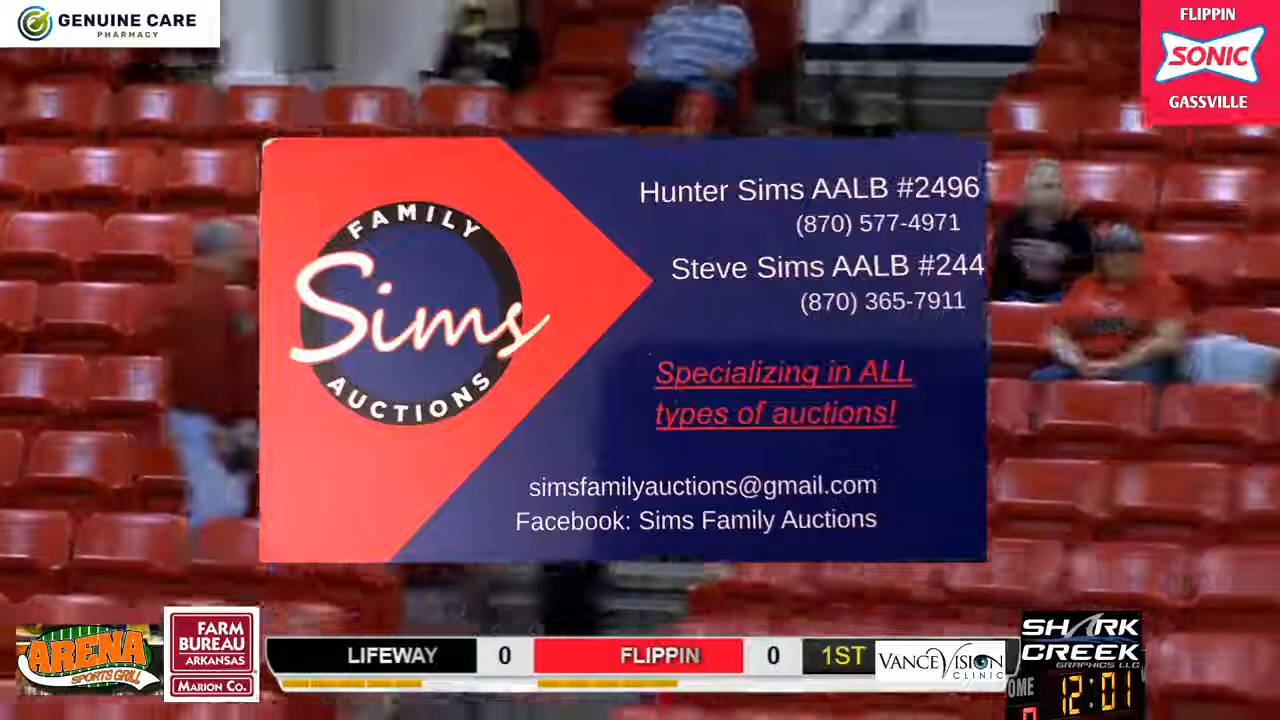 GENUINE CARE
PHARMACY
FLIPPIN
SONIC
GASSVILLE
Hunter Sims AALB #2496
(870) 577-4971
Steve Sims AALB #244
(870) 365-7911
FAMILY
Sims
AUCTIONS
Specializing in ALL
types of auctions!
simsfamilyauctions@gmail.com
Facebook: Sims Family Auctions
ARENA
SPORTS GRILL
FARM
BUREAU
ARKANSAS
MARION CO.
LIFEWAY 0 FLIPPIN 0 1ST
VANCEVISION
CLINIC
SHARK
CREEK
GRAPHICS LLC
OME
12:01